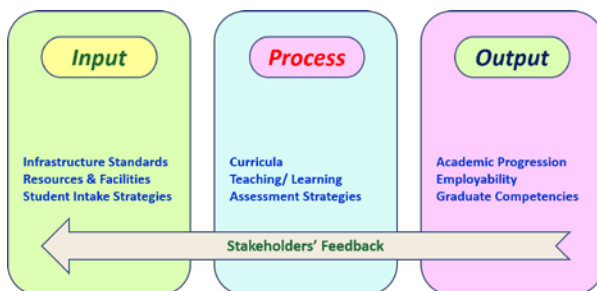 Input
Infrastructure Standards
Resources & Facilities
Student Intake Strategies
Process
Curricula
Teaching/ Learning
Assessment Strategies
Output
Academic Progression
Employability
Graduate Competencies
Stakeholders' Feedback